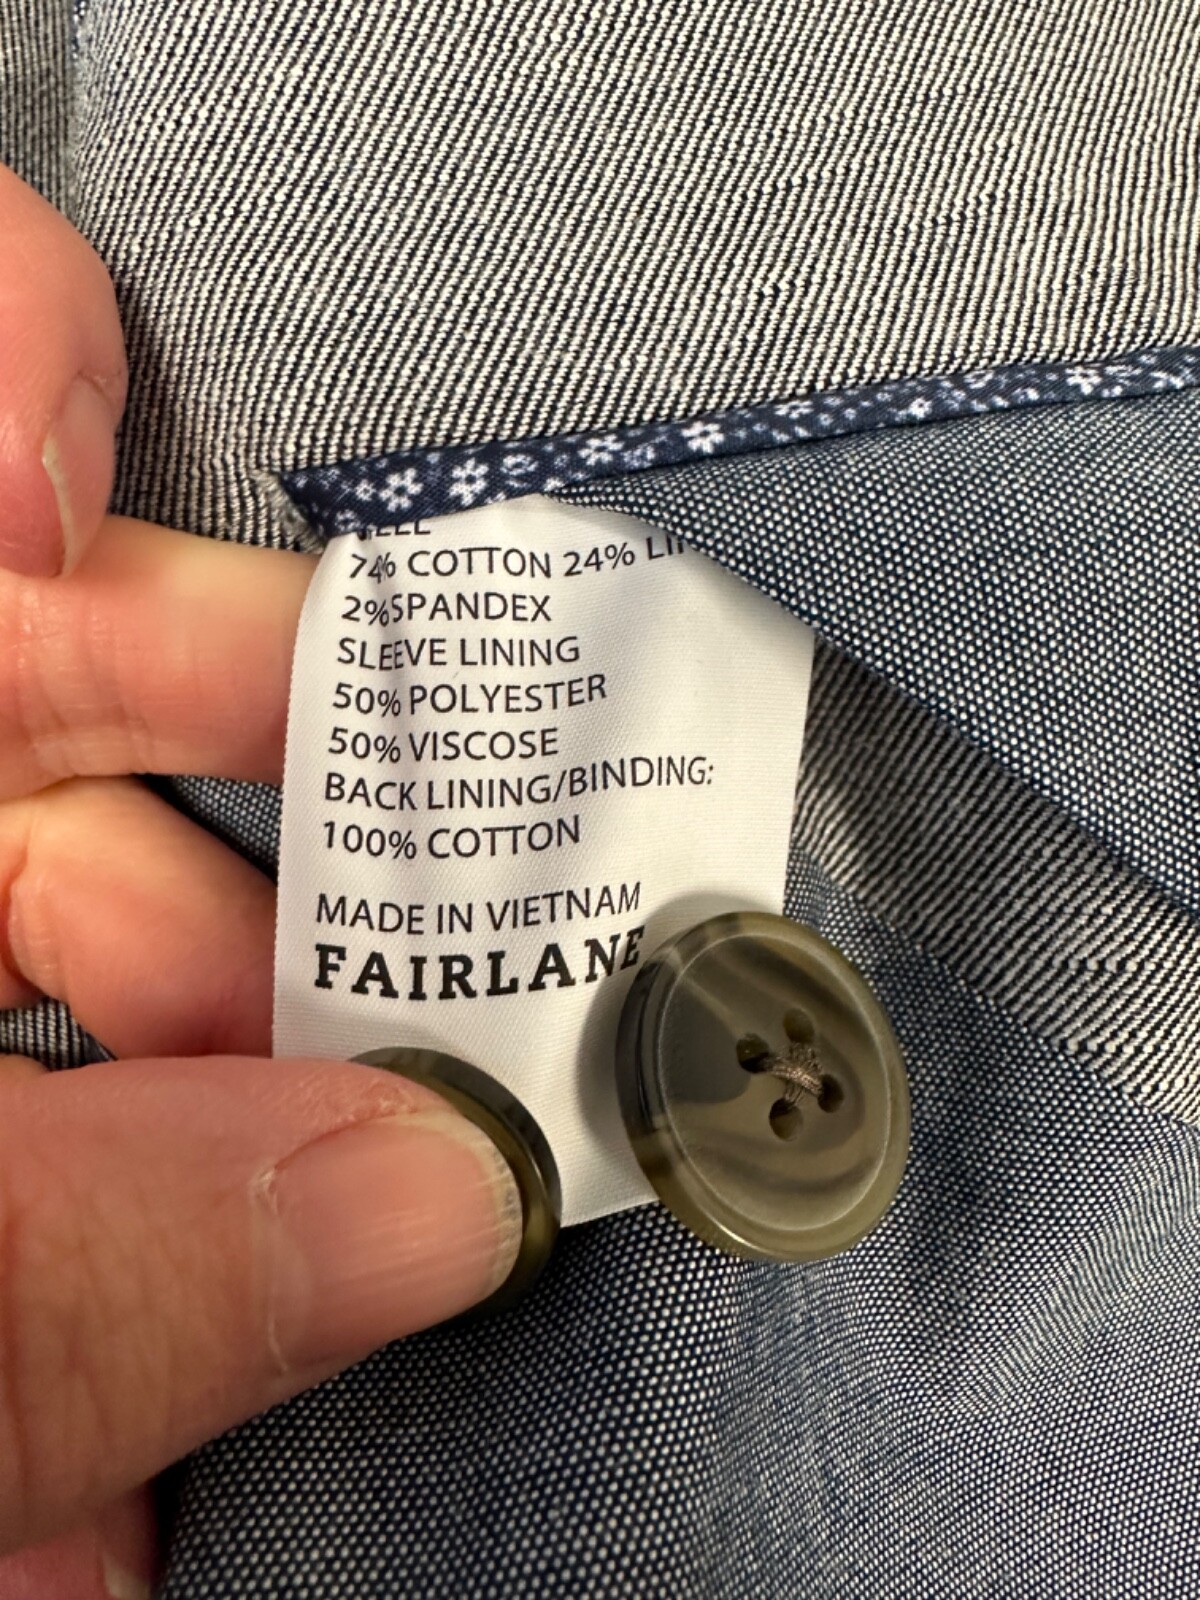 74% COTTON 24%
2%SPANDEX
SLEEVE LINING
50% POLYESTER
50% VISCOSE
BACK LINING/BINDING:
100% COTTON
MADE IN VIETNAM
FAIRLANE